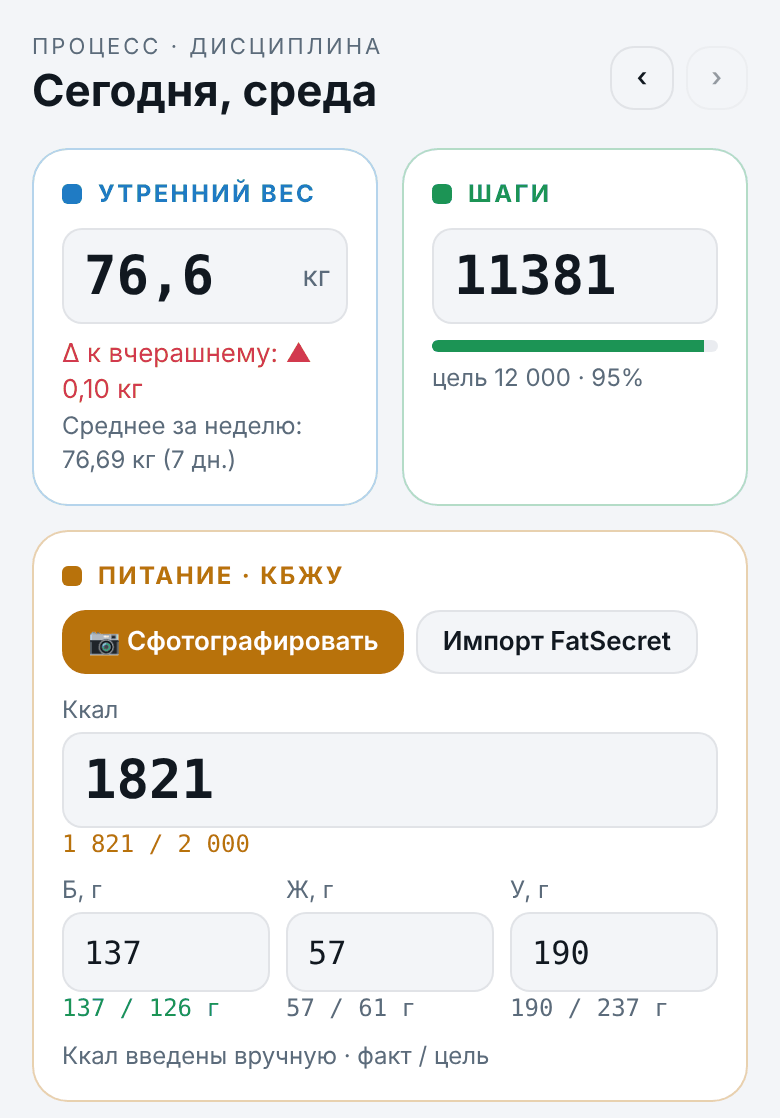 ПРОЦЕСС · ДИСЦИПЛИНА
Сегодня, среда
‹ ›
УТРЕННИЙ ВЕС
76,6 кг
Δ к вчерашнему: ▲
0,10 кг
Среднее за неделю:
76,69 кг (7 дн.)
ШАГИ
11381
цель 12 000 · 95%
ПИТАНИЕ · КБЖУ
📷 Сфотографировать
Импорт FatSecret
Ккал
1821
1 821 / 2 000
Б, г Ж, г У, г
137 57 190
137 / 126 г 57 / 61 г 190 / 237 г
Ккал введены вручную · факт / цель